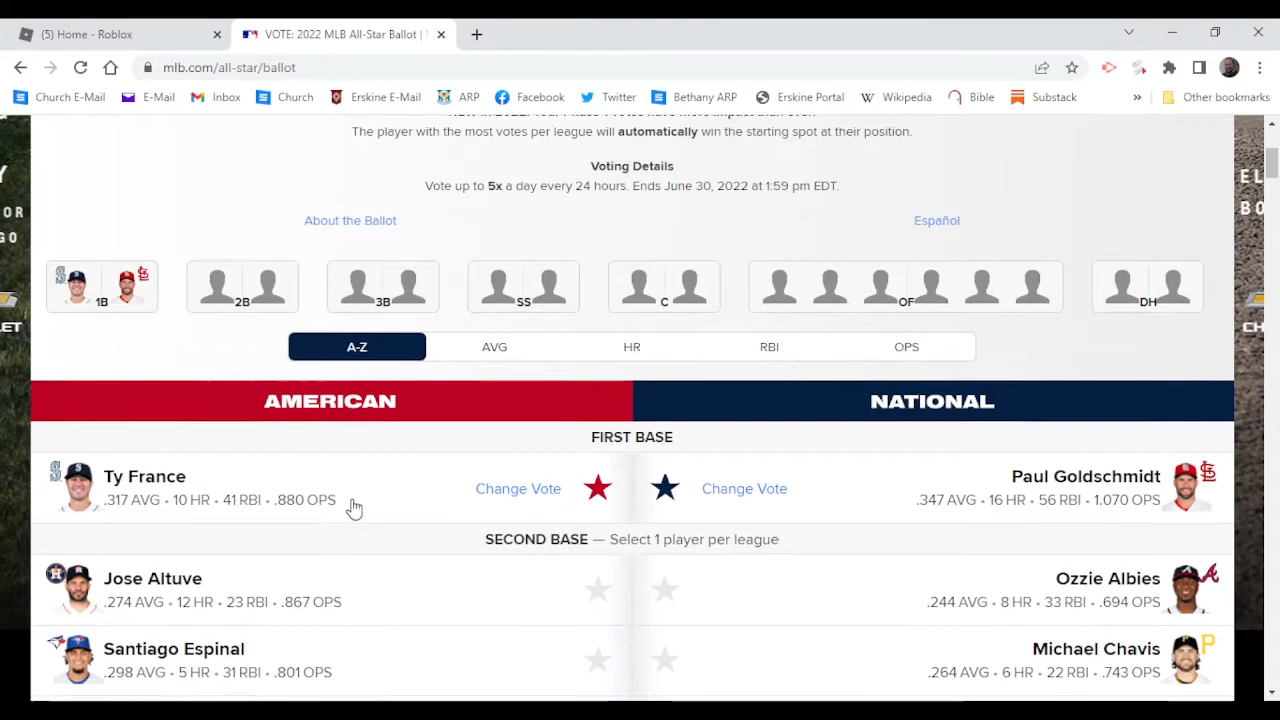 (5) Home - Roblox
VOTE: 2022 MLB All-Star Ballot |
mlb.com/all-star/ballot
Church E-Mail
E-Mail
Inbox
Church
Erskine E-Mail
ARP
Facebook
Twitter
Bethany ARP
Erskine Portal
Wikipedia
Bible
Substack
Other bookmarks
The player with the most votes per league will automatically win the starting spot at their position.
Voting Details
Vote up to 5x a day every 24 hours. Ends June 30, 2022 at 1:59 pm EDT.
About the Ballot
Español
1B
2B
3B
SS
C
OF
DH
A-Z
AVG
HR
RBI
OPS
AMERICAN
NATIONAL
FIRST BASE
Ty France
.317 AVG • 10 HR • 41 RBI • .880 OPS
Change Vote
Change Vote
Paul Goldschmidt
.347 AVG • 16 HR • 56 RBI • 1.070 OPS
SECOND BASE — Select 1 player per league
Jose Altuve
.274 AVG • 12 HR • 23 RBI • .867 OPS
Ozzie Albies
.244 AVG • 8 HR • 33 RBI • .694 OPS
Santiago Espinal
.298 AVG • 5 HR • 31 RBI • .801 OPS
Michael Chavis
.264 AVG • 6 HR • 22 RBI • .743 OPS